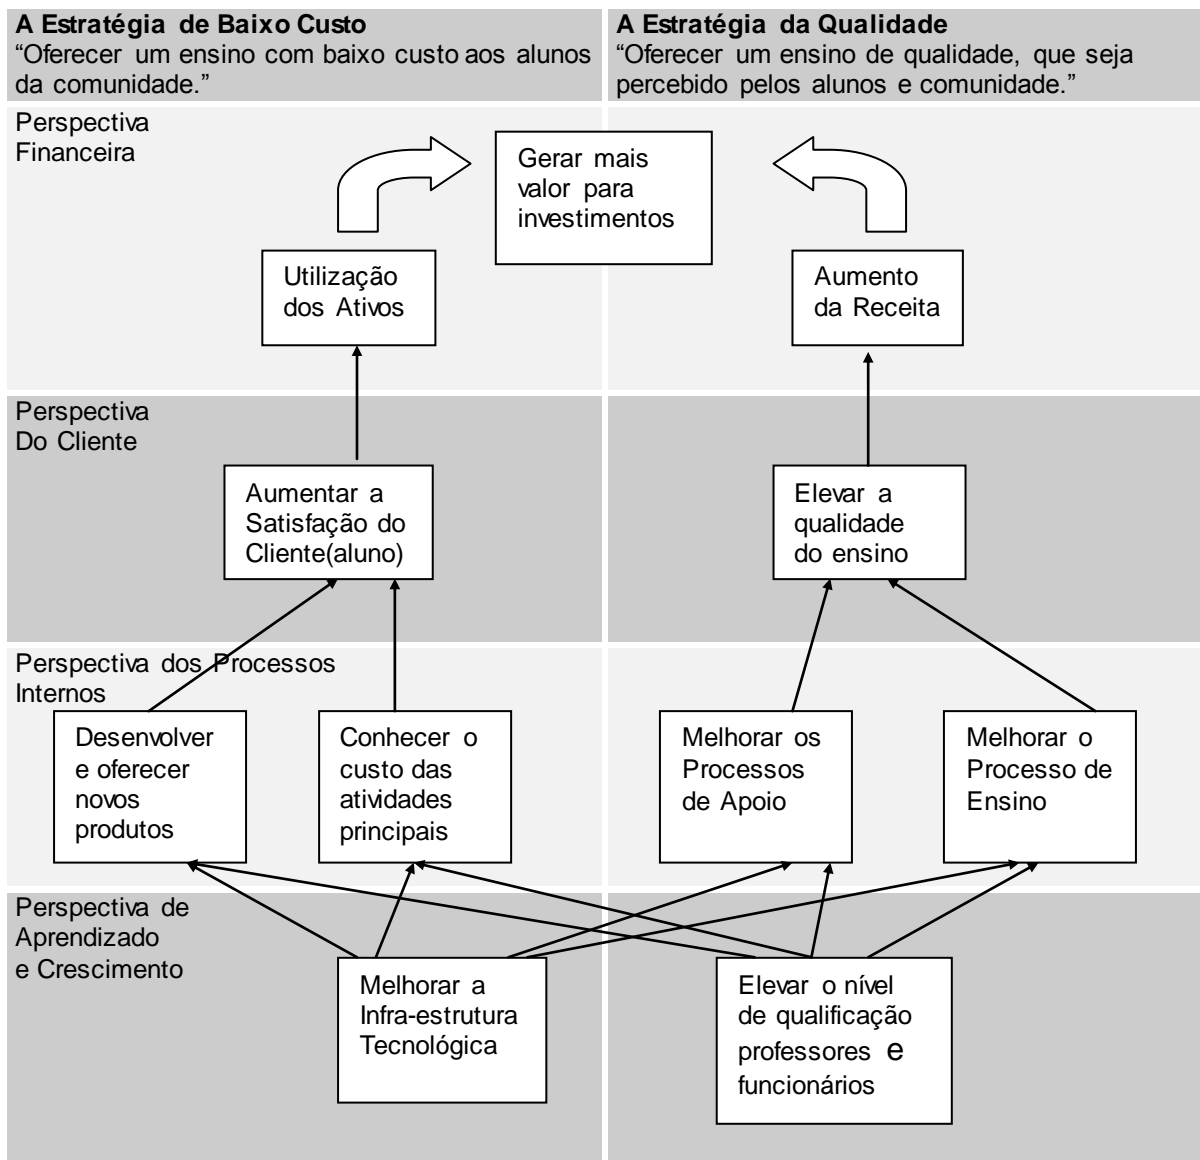 A Estratégia de Baixo Custo
“Oferecer um ensino com baixo custo aos alunos
da comunidade.”
A Estratégia da Qualidade
“Oferecer um ensino de qualidade, que seja
percebido pelos alunos e comunidade.”
Perspectiva
Financeira
Gerar mais
valor para
investimentos
Utilização
dos Ativos
Aumento
da Receita
Perspectiva
Do Cliente
Aumentar a
Satisfação do
Cliente(aluno)
Elevar a
qualidade
do ensino
Perspectiva dos Processos
Internos
Desenvolver
e oferecer
novos
produtos
Conhecer o
custo das
atividades
principais
Melhorar os
Processos
de Apoio
Melhorar o
Processo de
Ensino
Perspectiva de
Aprendizado
e Crescimento
Melhorar a
Infra-estrutura
Tecnológica
Elevar o nível
de qualificação
professores e
funcionários